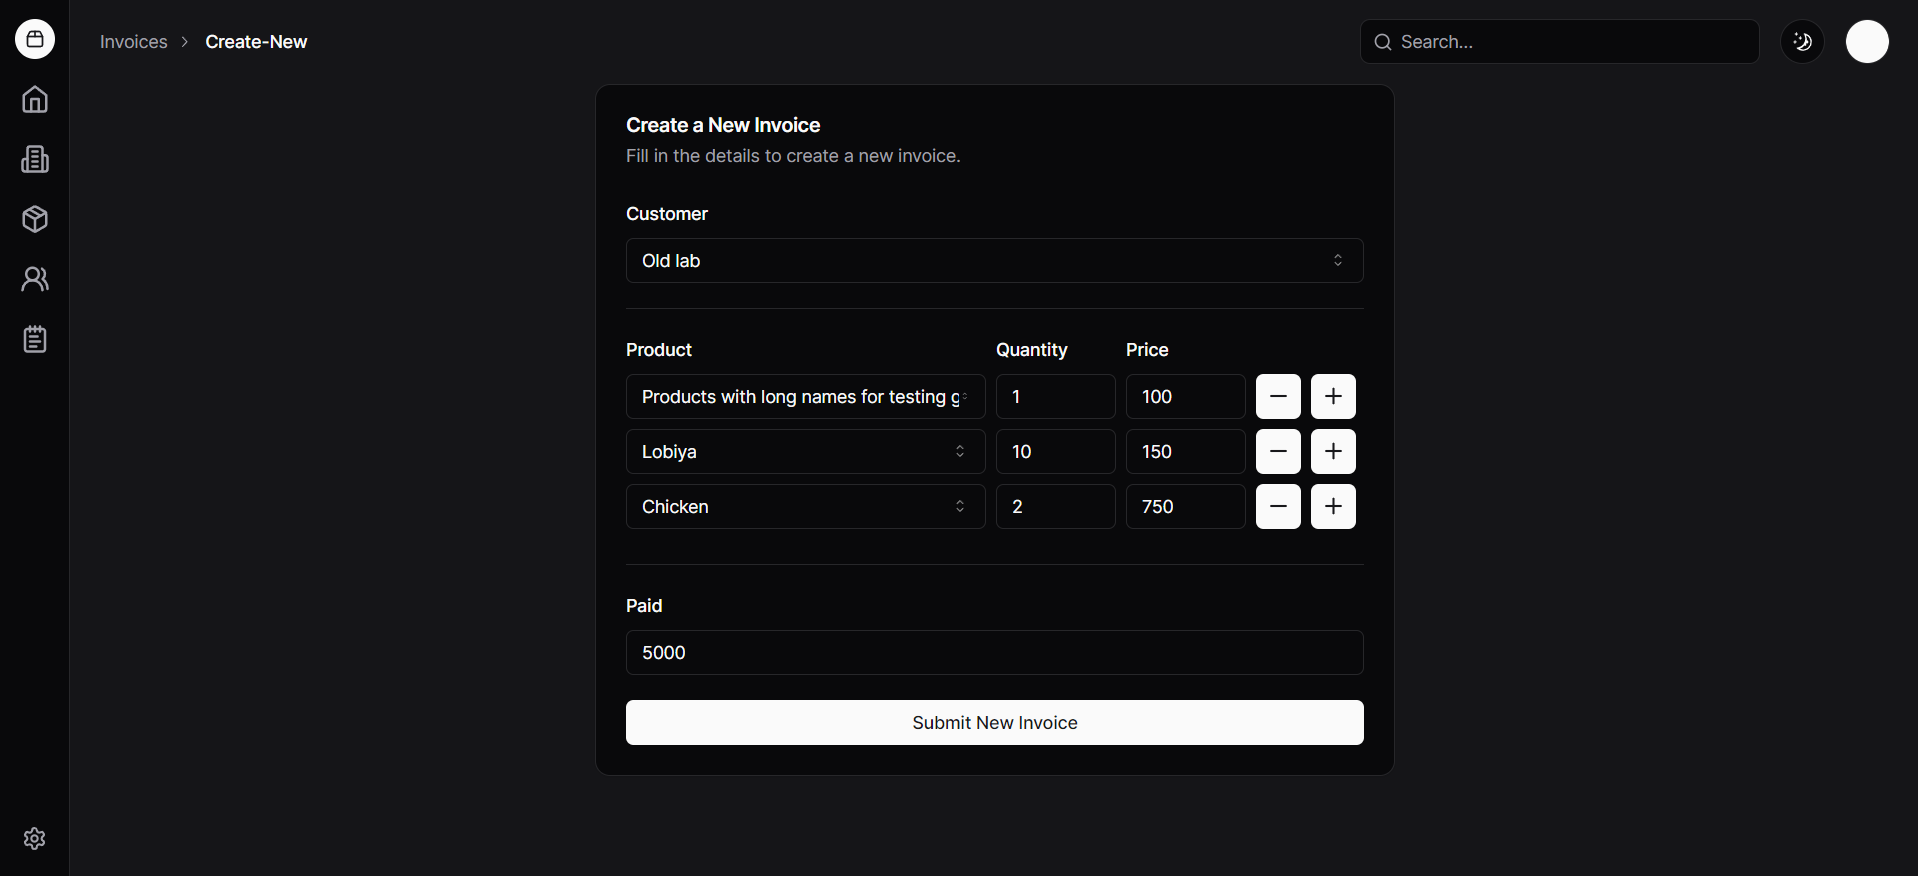 Invoices > Create-New
Search...
Create a New Invoice
Fill in the details to create a new invoice.
Customer
Old lab
Product Quantity Price
Products with long names for testing g 1 100
Lobiya 10 150
Chicken 2 750
Paid
5000
Submit New Invoice